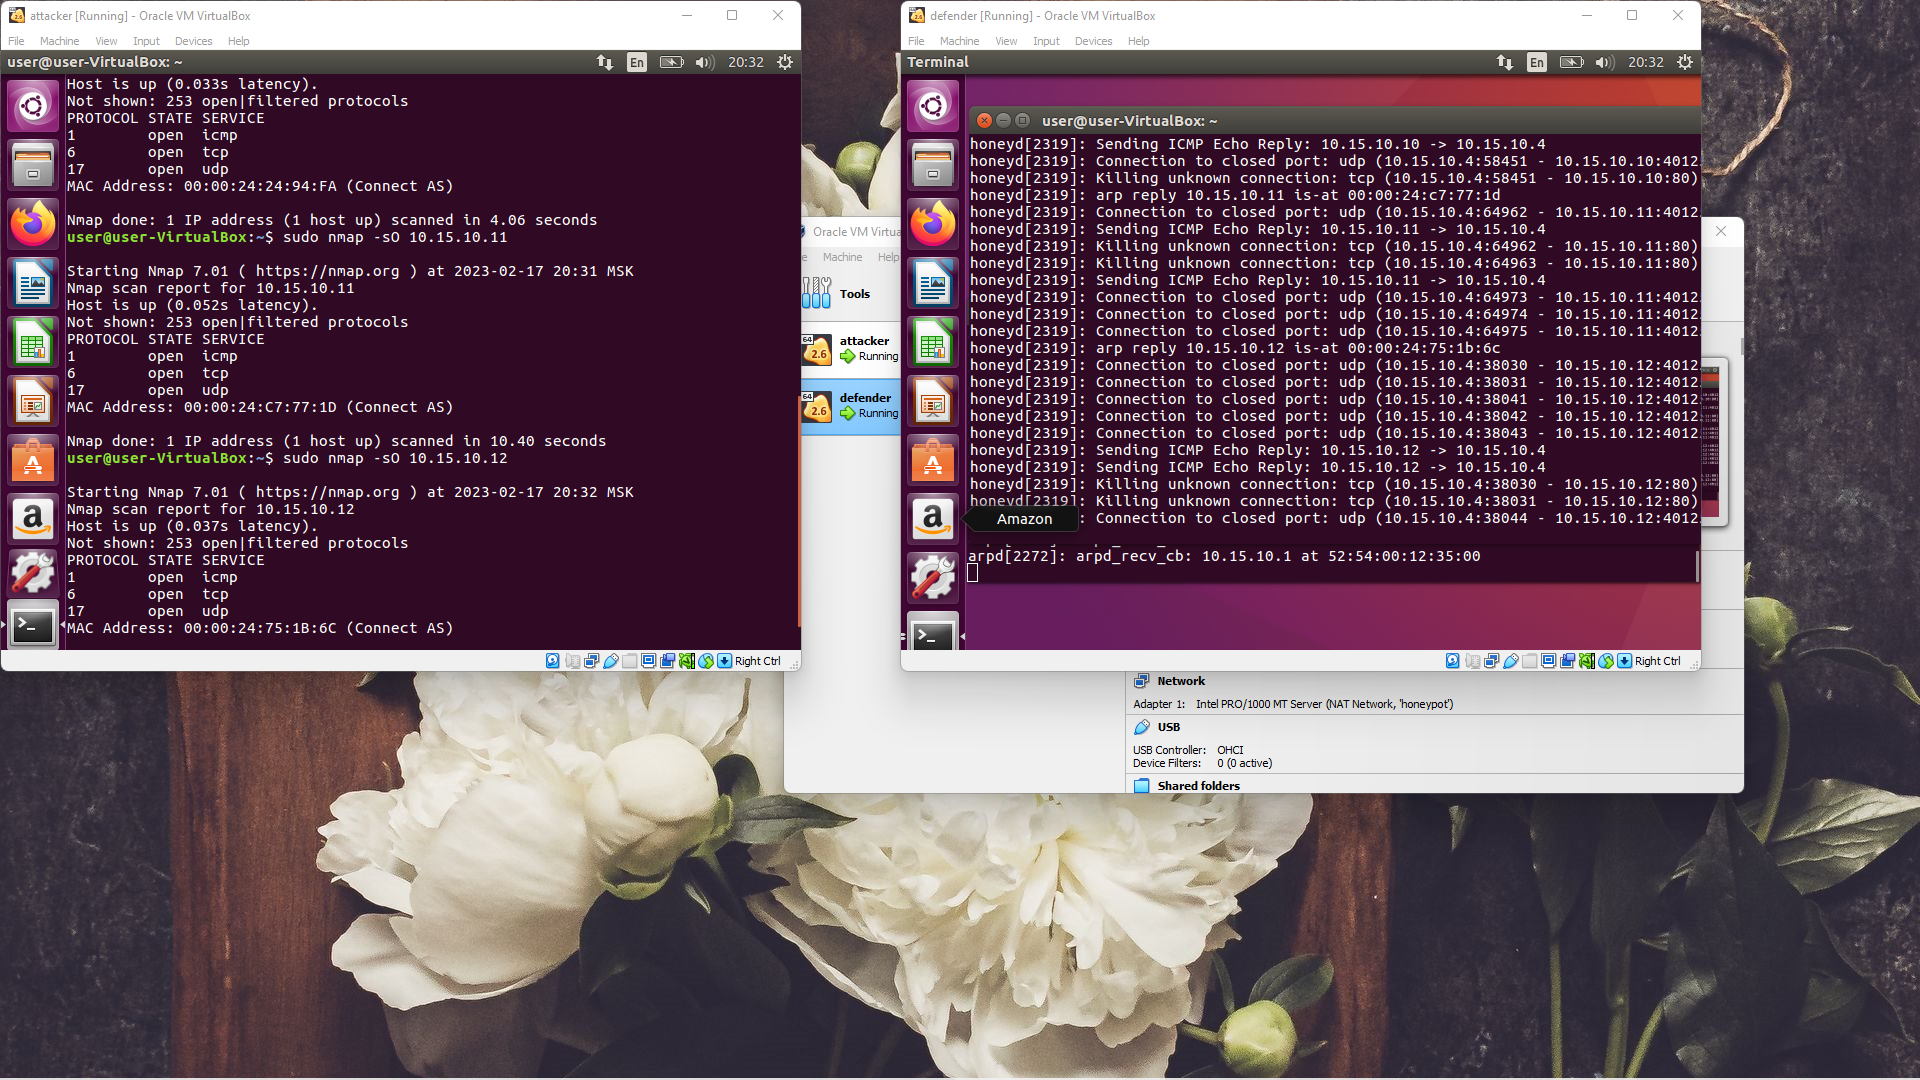 attacker [Running] - Oracle VM VirtualBox
File Machine View Input Devices Help
user@user-VirtualBox: ~
En
20:32
Host is up (0.033s latency).
Not shown: 253 open|filtered protocols
PROTOCOL STATE SERVICE
1 open icmp
6 open tcp
17 open udp
MAC Address: 00:00:24:24:94:FA (Connect AS)
Nmap done: 1 IP address (1 host up) scanned in 4.06 seconds
user@user-VirtualBox:~$ sudo nmap -sO 10.15.10.11
Starting Nmap 7.01 ( https://nmap.org ) at 2023-02-17 20:31 MSK
Nmap scan report for 10.15.10.11
Host is up (0.052s latency).
Not shown: 253 open|filtered protocols
PROTOCOL STATE SERVICE
1 open icmp
6 open tcp
17 open udp
MAC Address: 00:00:24:C7:77:1D (Connect AS)
Nmap done: 1 IP address (1 host up) scanned in 10.40 seconds
user@user-VirtualBox:~$ sudo nmap -sO 10.15.10.12
Starting Nmap 7.01 ( https://nmap.org ) at 2023-02-17 20:32 MSK
Nmap scan report for 10.15.10.12
Host is up (0.037s latency).
Not shown: 253 open|filtered protocols
PROTOCOL STATE SERVICE
1 open icmp
6 open tcp
17 open udp
MAC Address: 00:00:24:75:1B:6C (Connect AS)
Right Ctrl
Oracle VM Virtua
Machine Help
Tools
64
2.6
attacker
Running
64
2.6
defender
Running
defender [Running] - Oracle VM VirtualBox
File Machine View Input Devices Help
Terminal
En
20:32
user@user-VirtualBox: ~
honeyd[2319]: Sending ICMP Echo Reply: 10.15.10.10 -> 10.15.10.4
honeyd[2319]: Connection to closed port: udp (10.15.10.4:58451 - 10.15.10.10:4012
honeyd[2319]: Killing unknown connection: tcp (10.15.10.4:58451 - 10.15.10.10:80)
honeyd[2319]: arp reply 10.15.10.11 is-at 00:00:24:c7:77:1d
honeyd[2319]: Connection to closed port: udp (10.15.10.4:64962 - 10.15.10.11:4012
honeyd[2319]: Sending ICMP Echo Reply: 10.15.10.11 -> 10.15.10.4
honeyd[2319]: Killing unknown connection: tcp (10.15.10.4:64962 - 10.15.10.11:80)
honeyd[2319]: Killing unknown connection: tcp (10.15.10.4:64963 - 10.15.10.11:80)
honeyd[2319]: Sending ICMP Echo Reply: 10.15.10.11 -> 10.15.10.4
honeyd[2319]: Connection to closed port: udp (10.15.10.4:64973 - 10.15.10.11:4012
honeyd[2319]: Connection to closed port: udp (10.15.10.4:64974 - 10.15.10.11:4012
honeyd[2319]: Connection to closed port: udp (10.15.10.4:64975 - 10.15.10.11:4012
honeyd[2319]: arp reply 10.15.10.12 is-at 00:00:24:75:1b:6c
honeyd[2319]: Connection to closed port: udp (10.15.10.4:38030 - 10.15.10.12:4012
honeyd[2319]: Connection to closed port: udp (10.15.10.4:38031 - 10.15.10.12:4012
honeyd[2319]: Connection to closed port: udp (10.15.10.4:38041 - 10.15.10.12:4012
honeyd[2319]: Connection to closed port: udp (10.15.10.4:38042 - 10.15.10.12:4012
honeyd[2319]: Connection to closed port: udp (10.15.10.4:38043 - 10.15.10.12:4012
honeyd[2319]: Sending ICMP Echo Reply: 10.15.10.12 -> 10.15.10.4
honeyd[2319]: Sending ICMP Echo Reply: 10.15.10.12 -> 10.15.10.4
honeyd[2319]: Killing unknown connection: tcp (10.15.10.4:38030 - 10.15.10.12:80)
honeyd[2319]: Killing unknown connection: tcp (10.15.10.4:38031 - 10.15.10.12:80)
Amazon : Connection to closed port: udp (10.15.10.4:38044 - 10.15.10.12:4012
arpd[2272]: arpd_recv_cb: 10.15.10.1 at 52:54:00:12:35:00
Right Ctrl
Network
Adapter 1: Intel PRO/1000 MT Server (NAT Network, 'honeypot')
USB
USB Controller: OHCI
Device Filters: 0 (0 active)
Shared folders